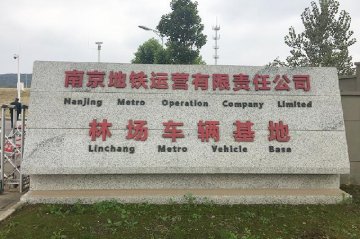 南京地铁运营有限责任公司
Nanjing Metro Operation Company Limited
林场车辆基地
Linchang Metro Vehicle Base